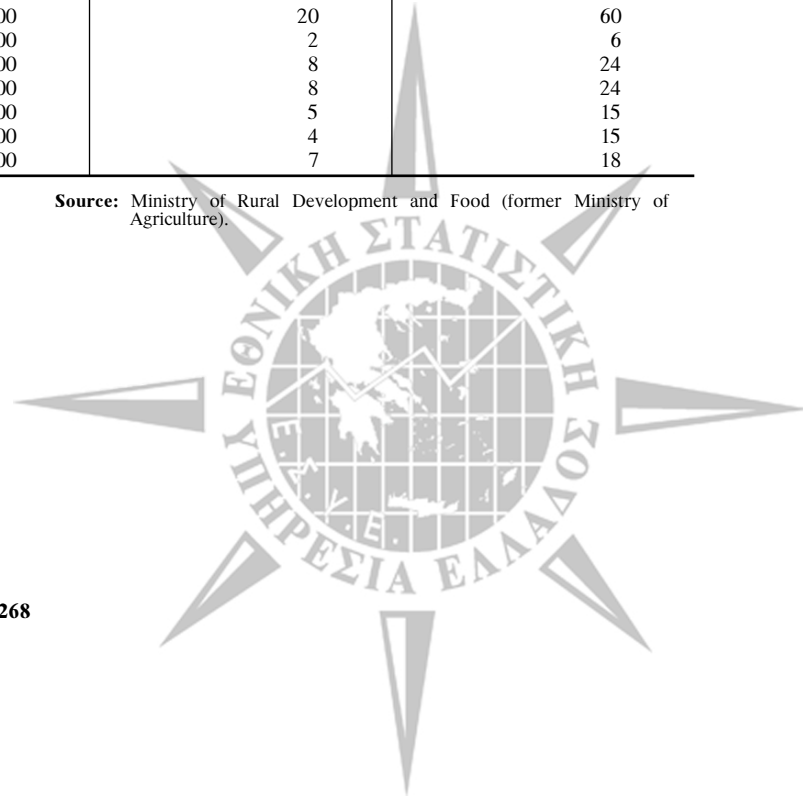 00 20 60
00 2 6
00 8 24
00 8 24
00 5 15
00 4 15
00 7 18
Source: Ministry of Rural Development and Food (former Ministry of
Agriculture).
ΕΘΝΙΚΗ ΣΤΑΤΙΣΤΙΚΗ
ΥΠΗΡΕΣΙΑ ΕΛΛΑΔΟΣ
Ε.Σ.Υ.Ε.
268